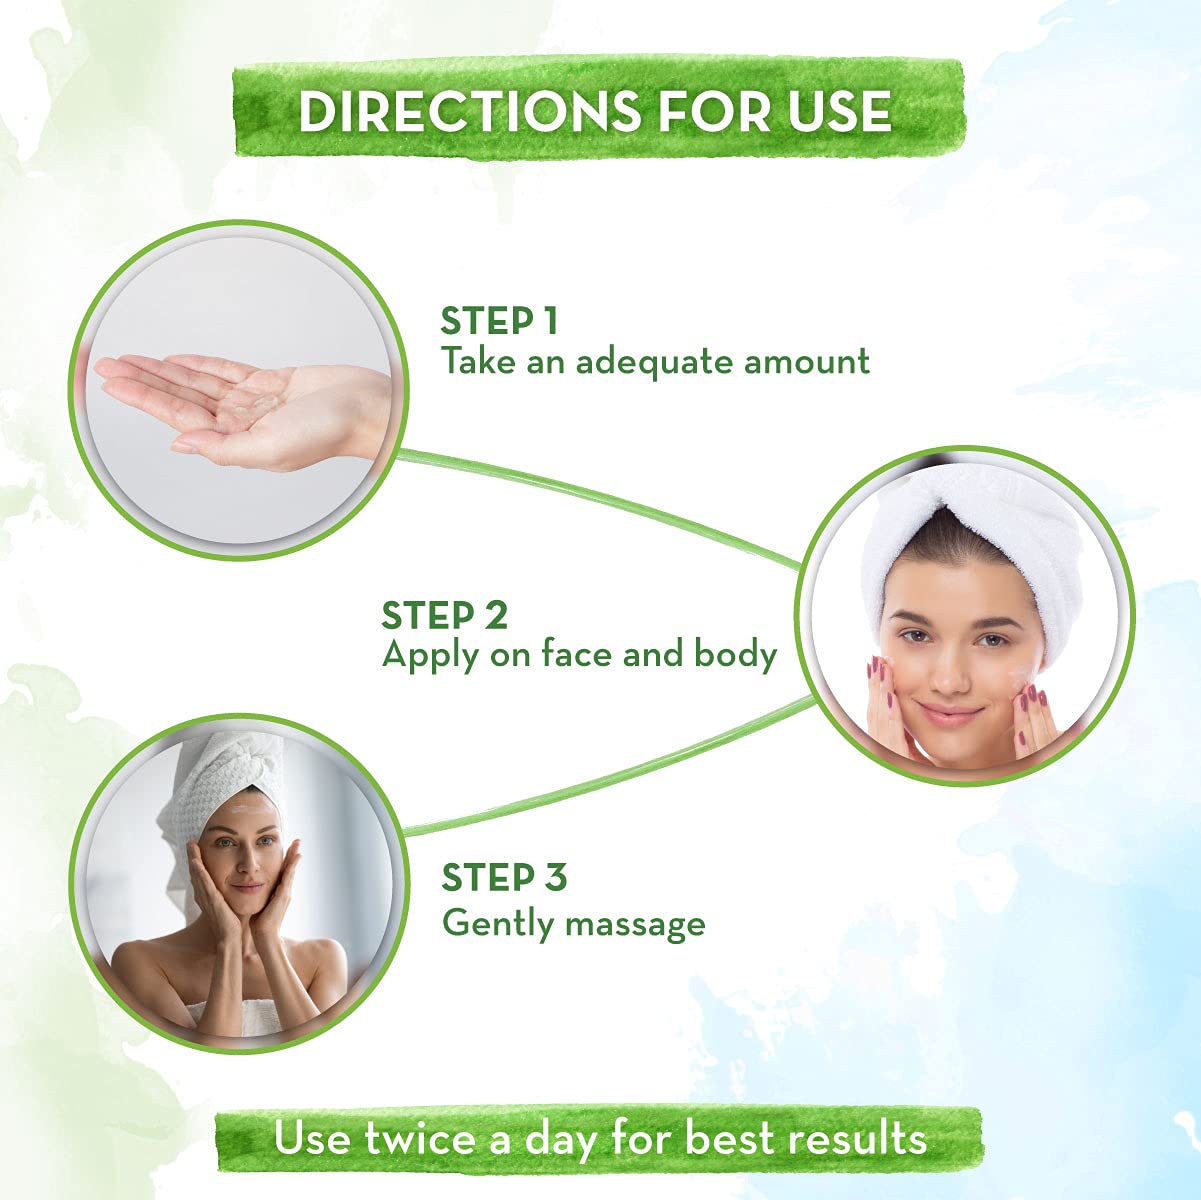 DIRECTIONS FOR USE
STEP 1
Take an adequate amount
STEP 2
Apply on face and body
STEP 3
Gently massage
Use twice a day for best results